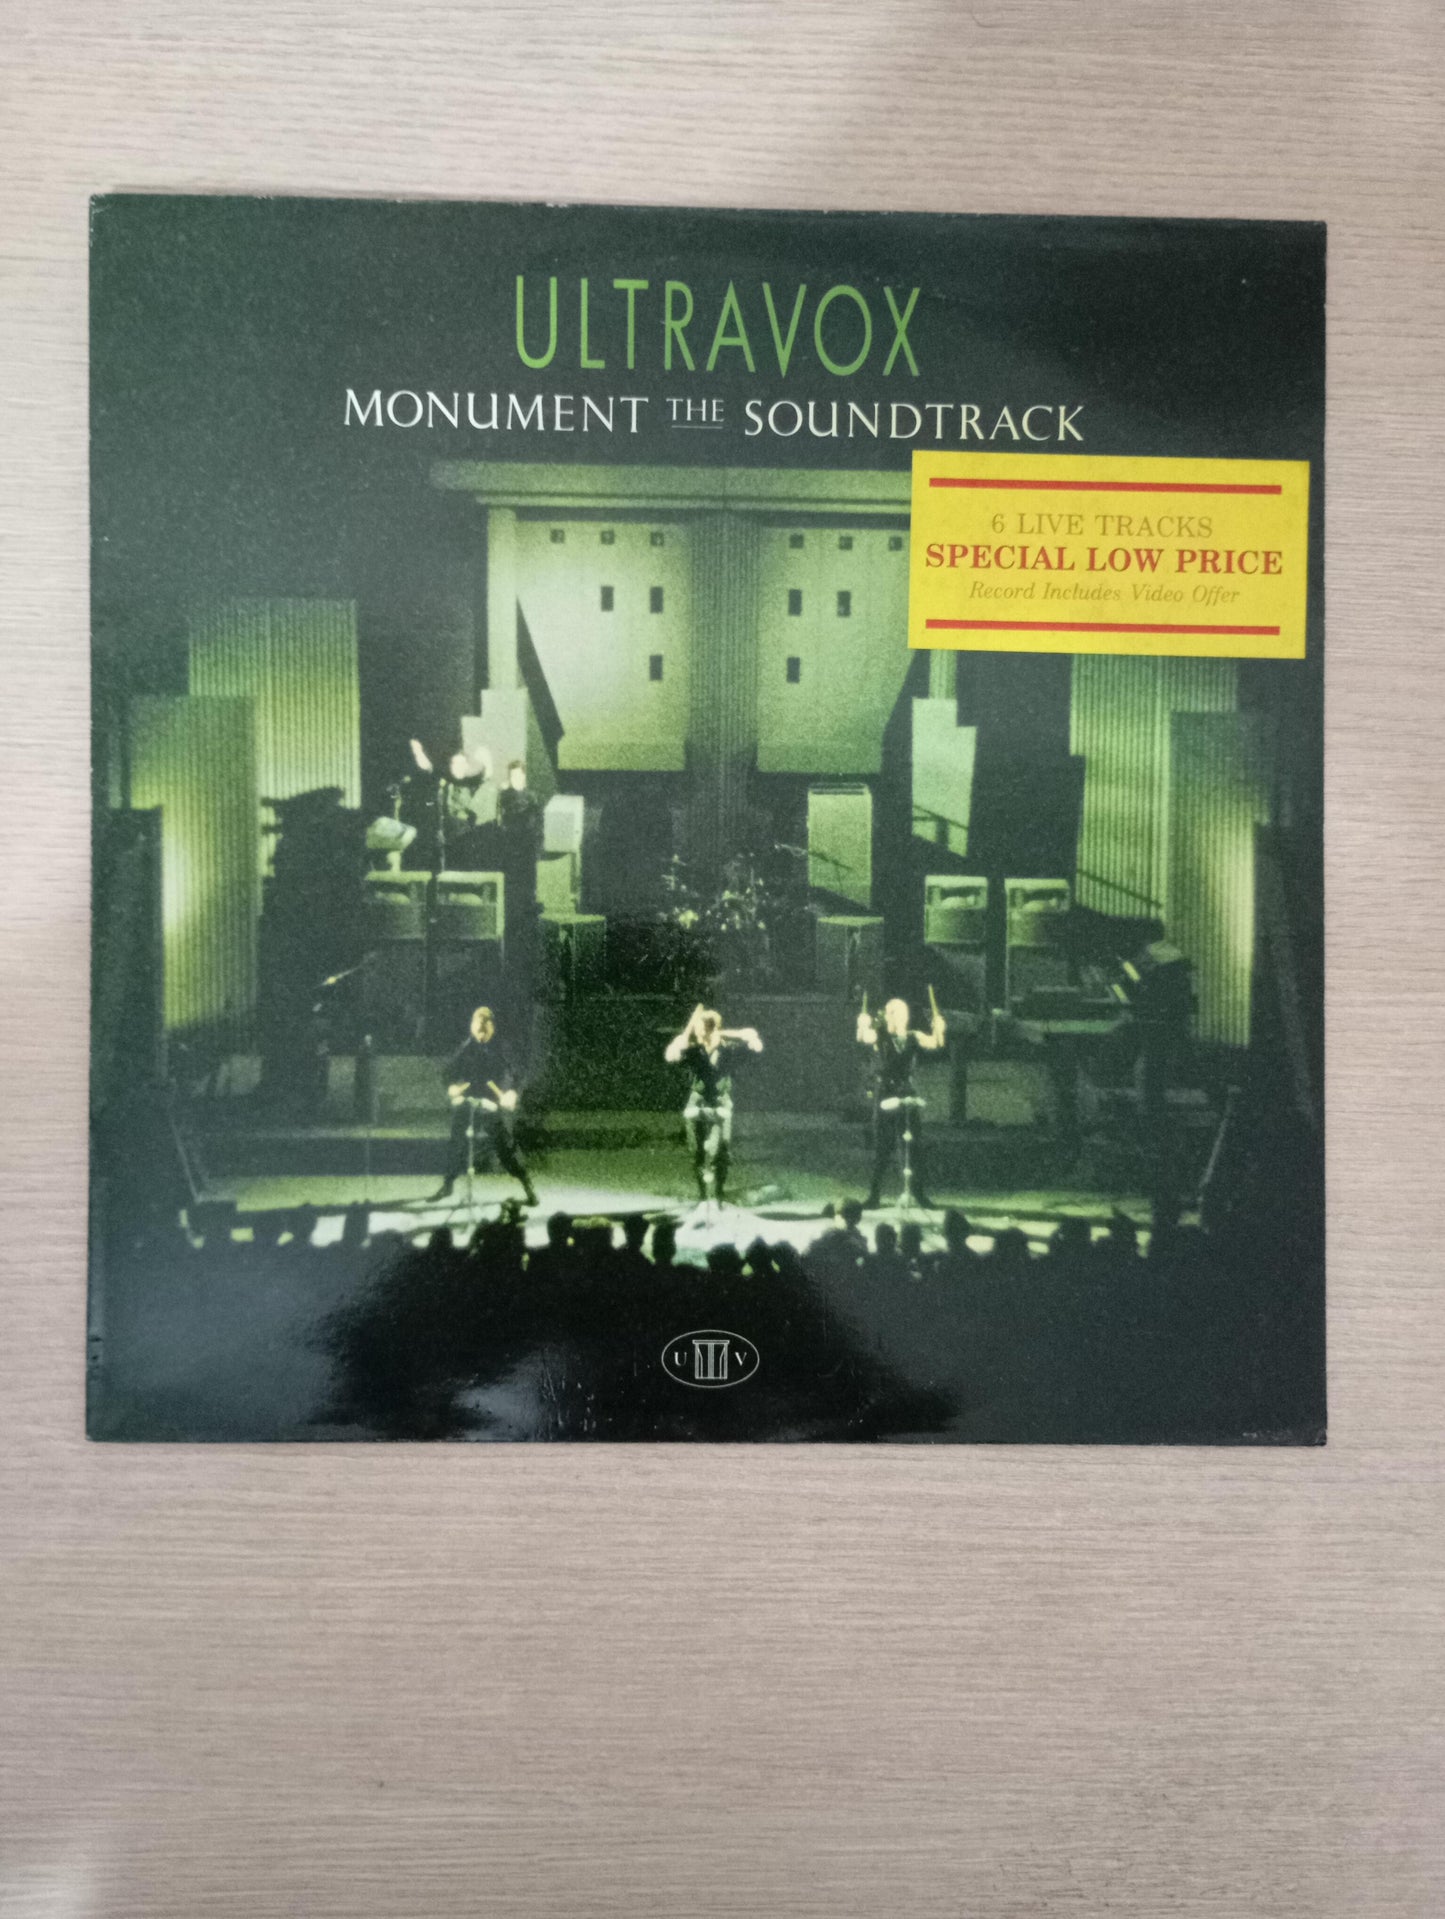 ULTRAVOX
MONUMENT THE SOUNDTRACK
6 LIVE TRACKS
SPECIAL LOW PRICE
Record Includes Video Offer
U V